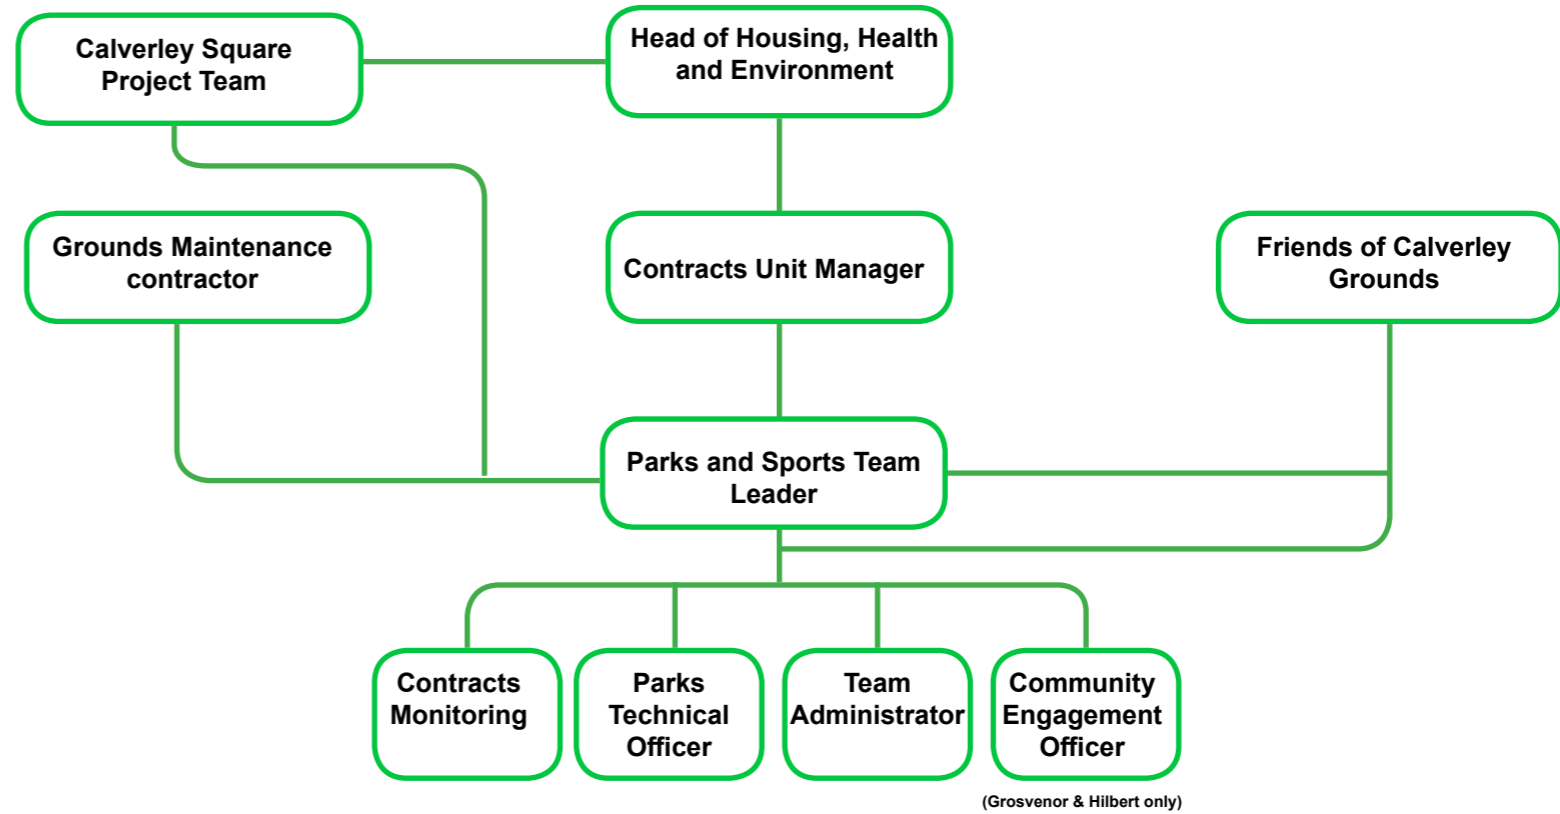 Calverley Square
Project Team
Head of Housing, Health
and Environment
Grounds Maintenance
contractor
Contracts Unit Manager
Friends of Calverley
Grounds
Parks and Sports Team
Leader
Contracts
Monitoring
Parks
Technical
Officer
Team
Administrator
Community
Engagement
Officer
(Grosvenor & Hilbert only)